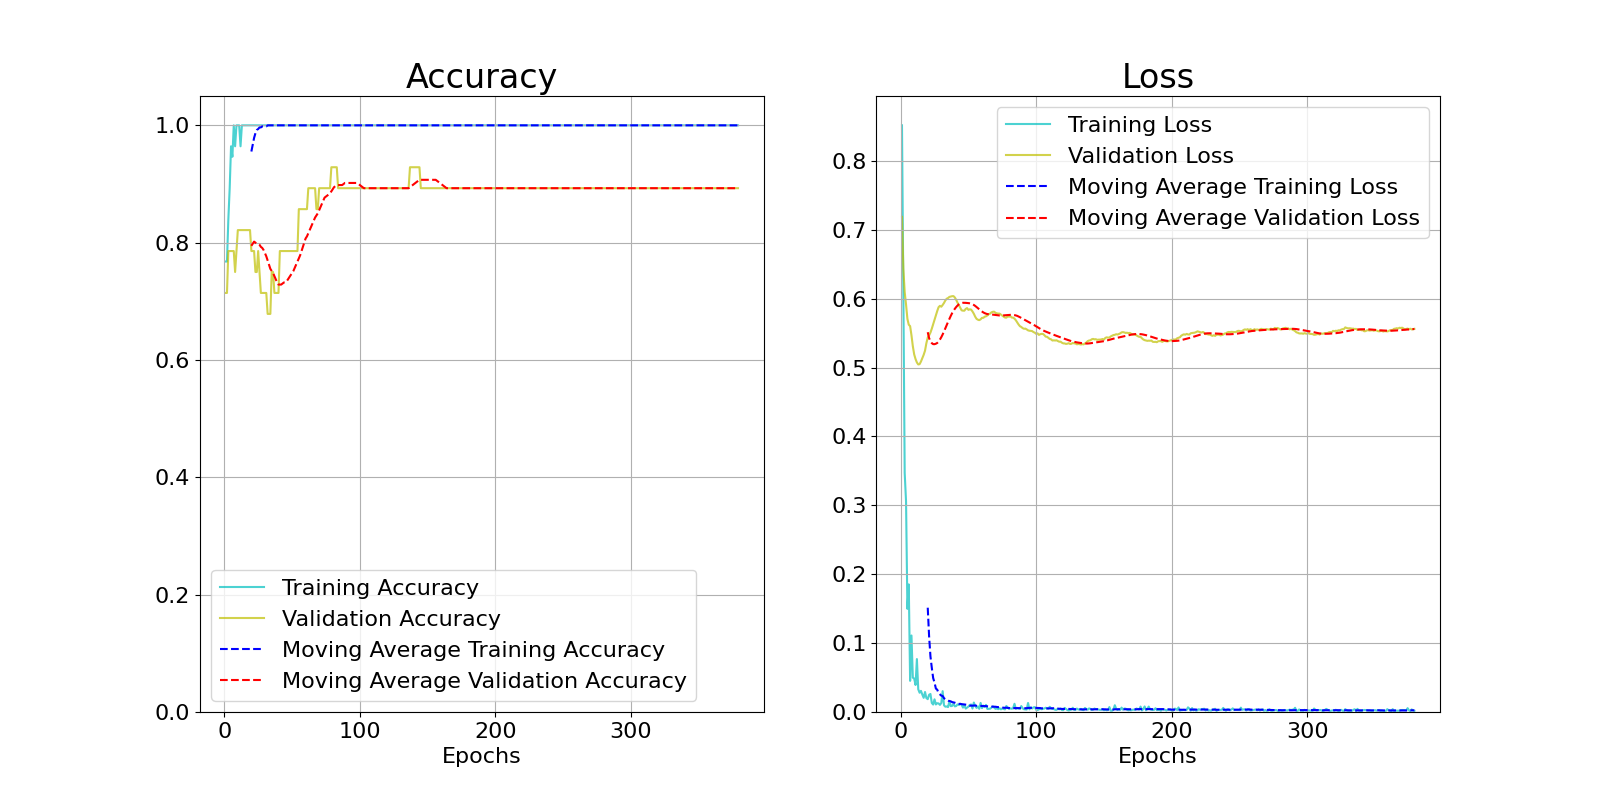 Accuracy
1.0
0.8
0.6
0.4
0.2
0.0
Training Accuracy
Validation Accuracy
Moving Average Training Accuracy
Moving Average Validation Accuracy
0 100 200 300
Epochs
Loss
0.8
0.7
0.6
0.5
0.4
0.3
0.2
0.1
0.0
Training Loss
Validation Loss
Moving Average Training Loss
Moving Average Validation Loss
0 100 200 300
Epochs